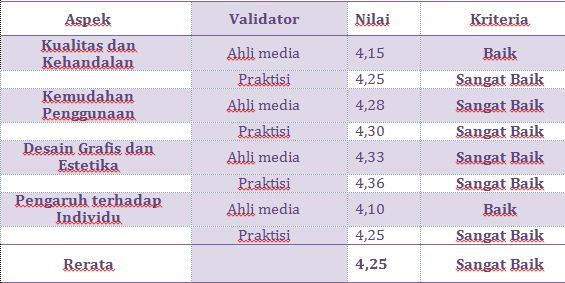 Aspek Validator Nilai Kriteria
Kualitas dan
Kehandalan Ahli media 4,15 Baik
Praktisi 4,25 Sangat Baik
Kemudahan
Penggunaan Ahli media 4,28 Sangat Baik
Praktisi 4,30 Sangat Baik
Desain Grafis dan
Estetika Ahli media 4,33 Sangat Baik
Praktisi 4,36 Sangat Baik
Pengaruh terhadap
Individu Ahli media 4,10 Baik
Praktisi 4,25 Sangat Baik
Rerata 4,25 Sangat Baik